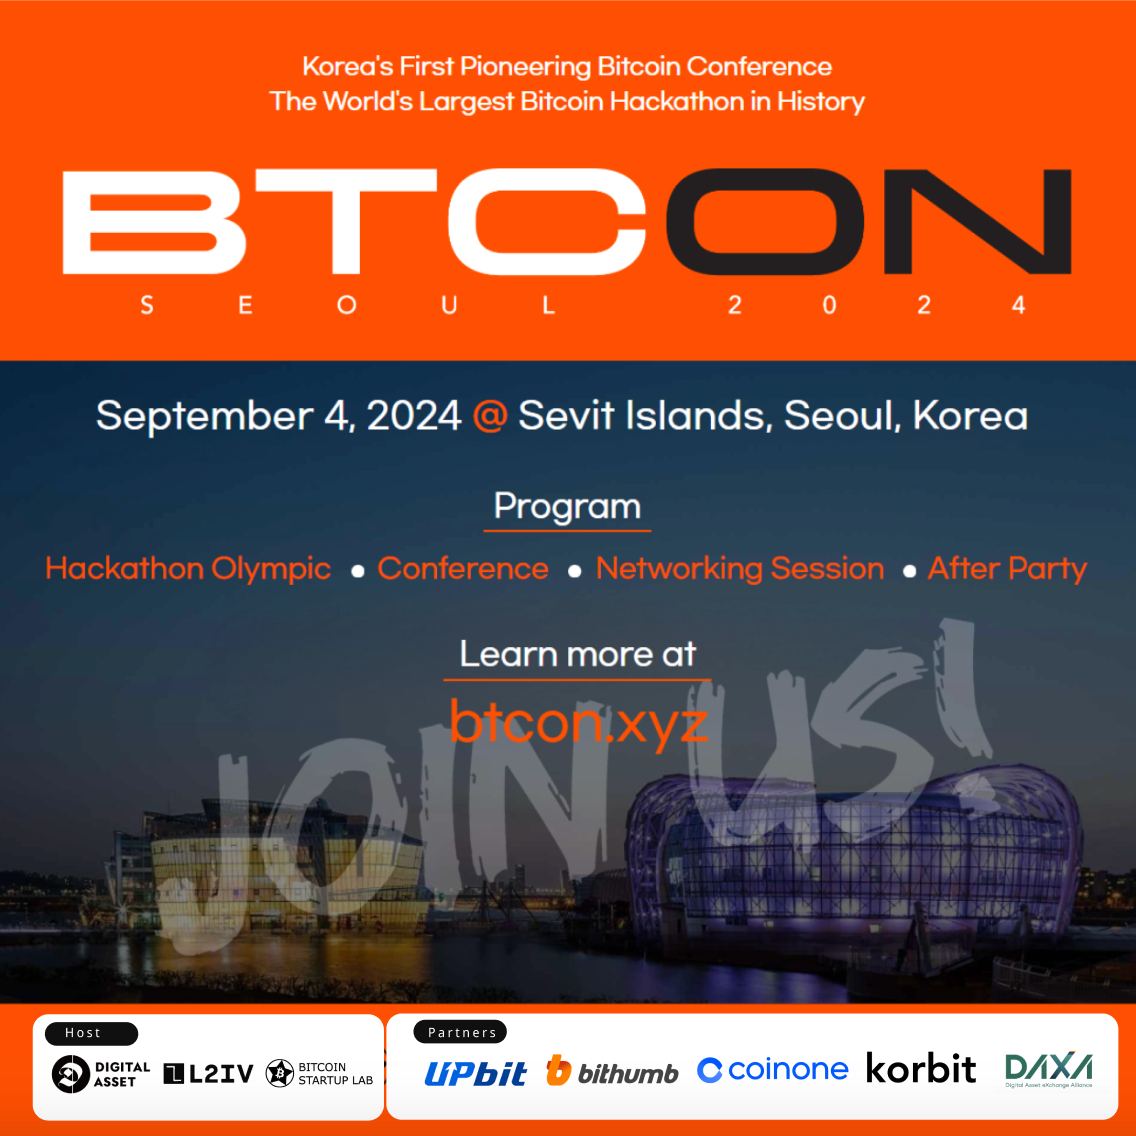 Korea's First Pioneering Bitcoin Conference
The World's Largest Bitcoin Hackathon in History
BTCON
SEOUL 2024
September 4, 2024 @ Sevit Islands, Seoul, Korea
Program
Hackathon Olympic • Conference • Networking Session • After Party
Learn more at
btcon.xyz
JOIN US!
Host
DIGITAL ASSET
L2IV
BITCOIN STARTUP LAB
Partners
UPbit
bithumb
coinone
korbit
DAXA
Digital Asset eXchange Alliance